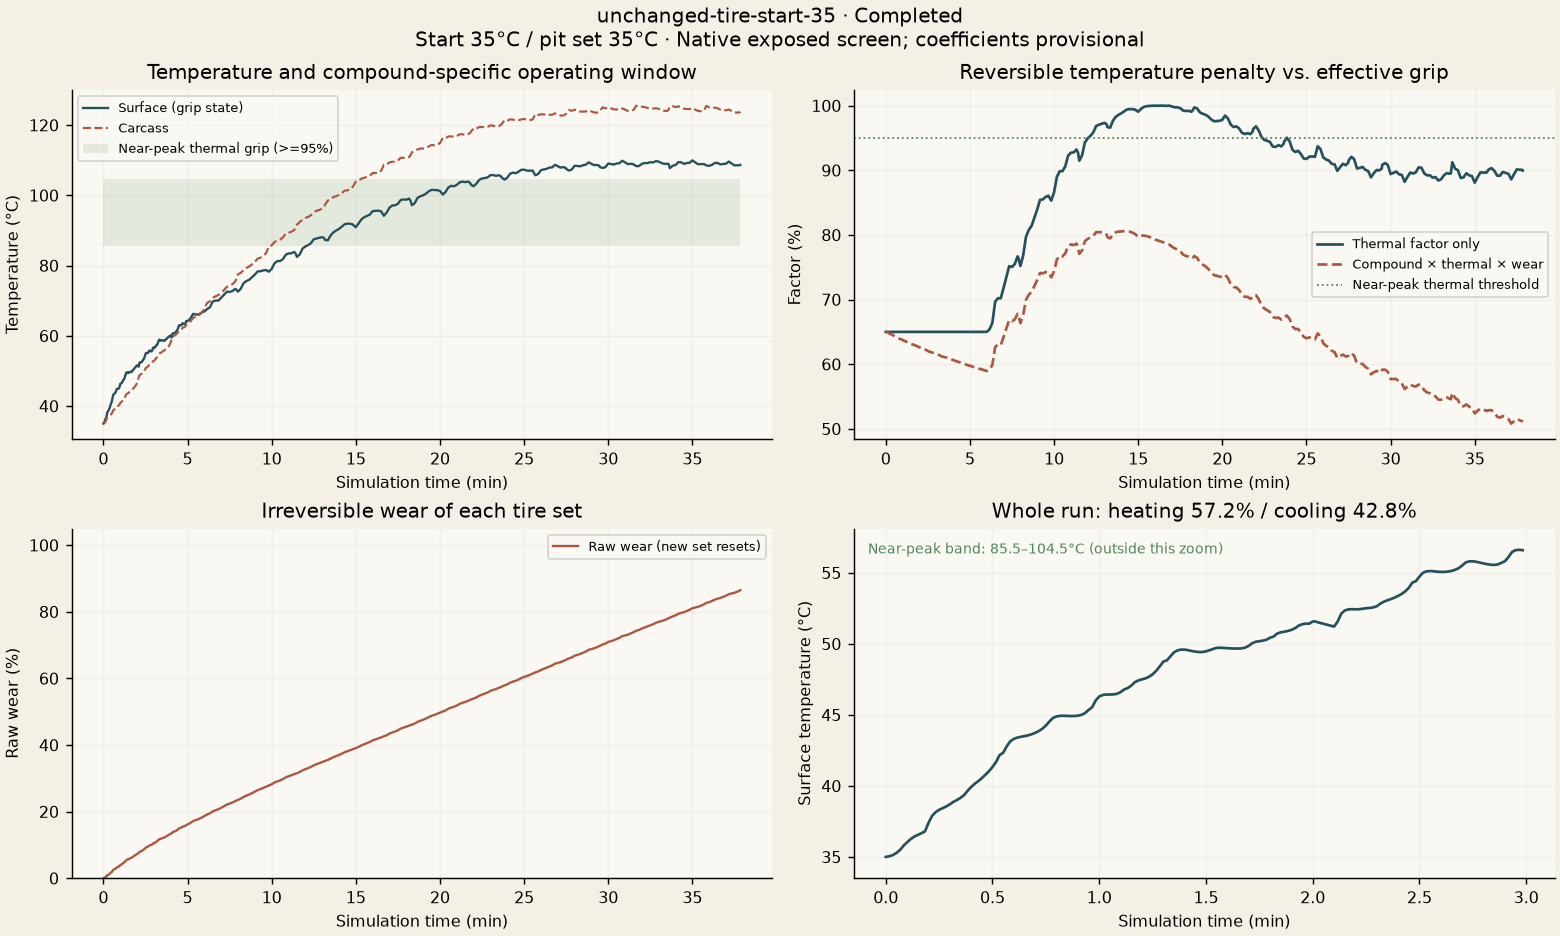 unchanged-tire-start-35 · Completed
Start 35°C / pit set 35°C · Native exposed screen; coefficients provisional
Temperature and compound-specific operating window
Surface (grip state)
Carcass
Near-peak thermal grip (>=95%)
Temperature (°C)
120
100
80
60
40
0 5 10 15 20 25 30 35
Simulation time (min)
Reversible temperature penalty vs. effective grip
Thermal factor only
Compound × thermal × wear
Near-peak thermal threshold
Factor (%)
100
90
80
70
60
50
0 5 10 15 20 25 30 35
Simulation time (min)
Irreversible wear of each tire set
Raw wear (new set resets)
Raw wear (%)
100
80
60
40
20
0
0 5 10 15 20 25 30 35
Simulation time (min)
Whole run: heating 57.2% / cooling 42.8%
Near-peak band: 85.5–104.5°C (outside this zoom)
Surface temperature (°C)
55
50
45
40
35
0.0 0.5 1.0 1.5 2.0 2.5 3.0
Simulation time (min)